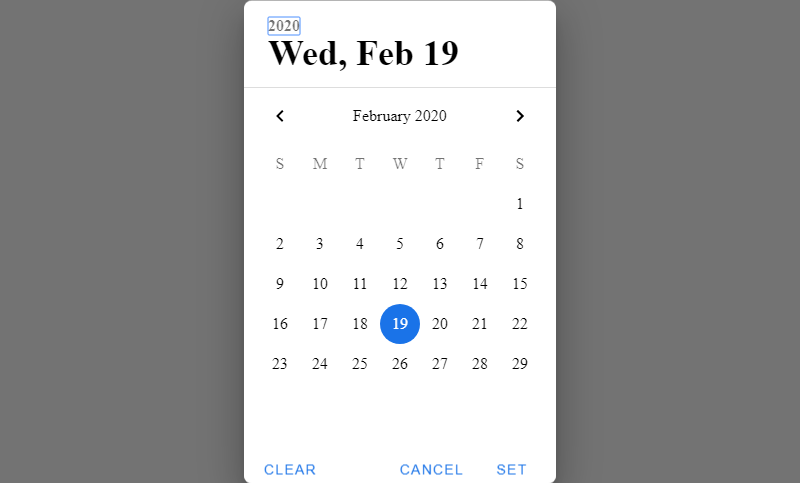 2020
Wed, Feb 19
February 2020
S M T W T F S
1
2 3 4 5 6 7 8
9 10 11 12 13 14 15
16 17 18 19 20 21 22
23 24 25 26 27 28 29
CLEAR CANCEL SET